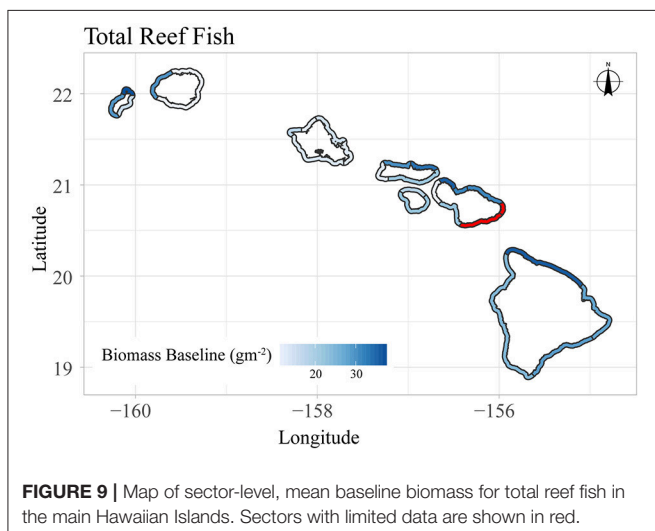 Total Reef Fish
N
22
21
20
19
Latitude
Biomass Baseline (gm-2)
20 30
−160 −158 −156
Longitude
FIGURE 9 | Map of sector-level, mean baseline biomass for total reef fish in
the main Hawaiian Islands. Sectors with limited data are shown in red.